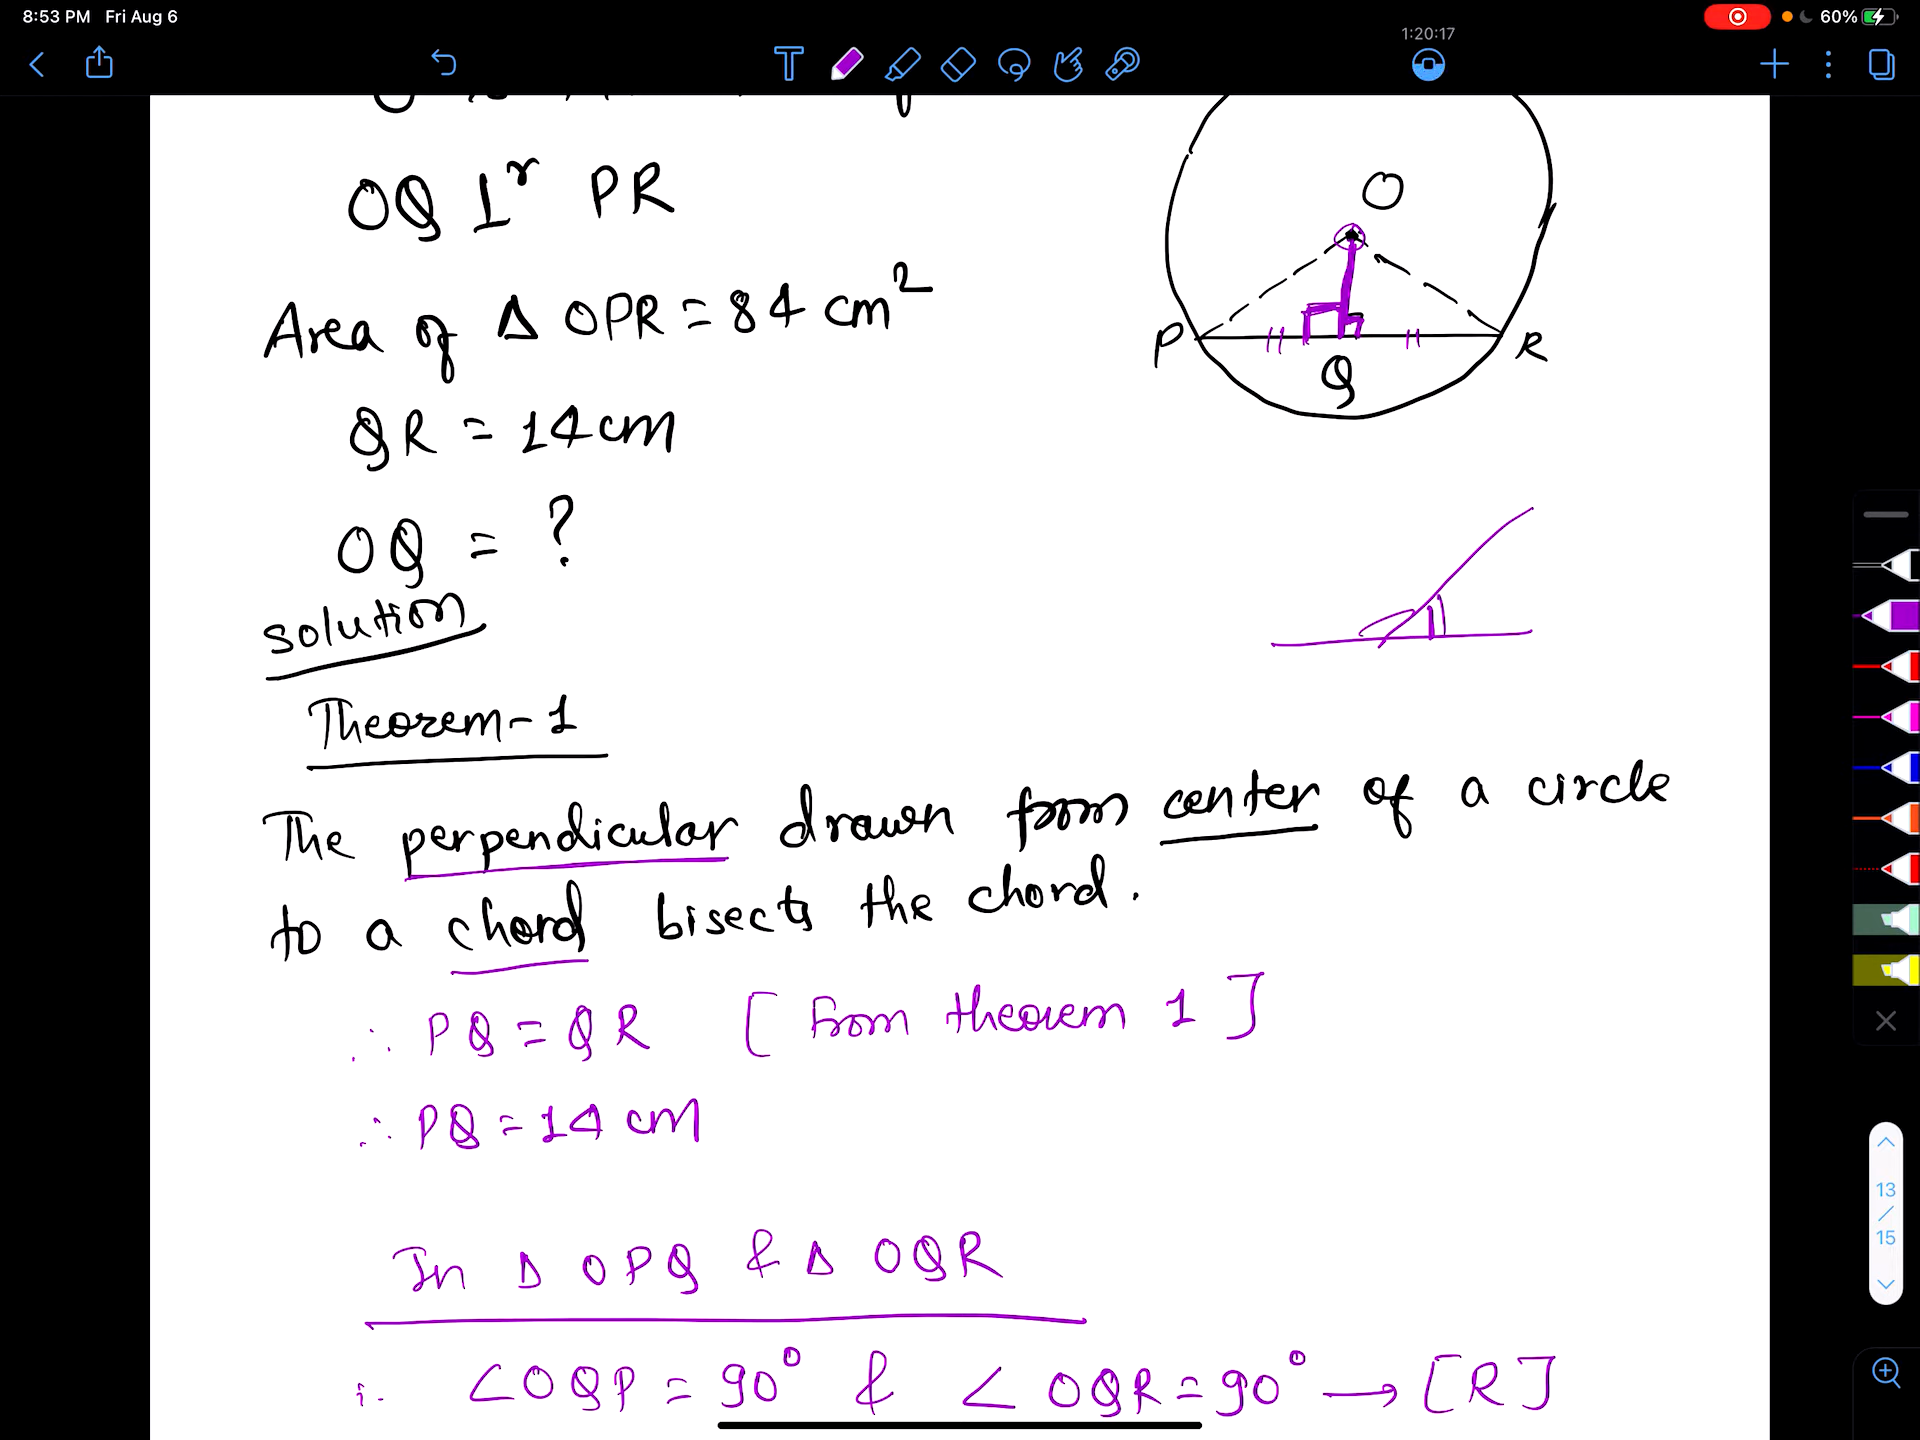 8:53 PM Fri Aug 6
60%
1:20:17
T
OQ ⊥r PR
Area of Δ OPR = 84 cm²
QR = 14 cm
OQ = ?
solution
Theorem-1
The perpendicular drawn from center of a circle
to a chord bisects the chord.
∴ PQ = QR [ from theorem 1 ]
∴ PQ = 14 cm
In Δ OPQ & Δ OQR
i. ∠OQP = 90° & ∠OQR = 90° → [R]
O
P
Q
R
13
/
15